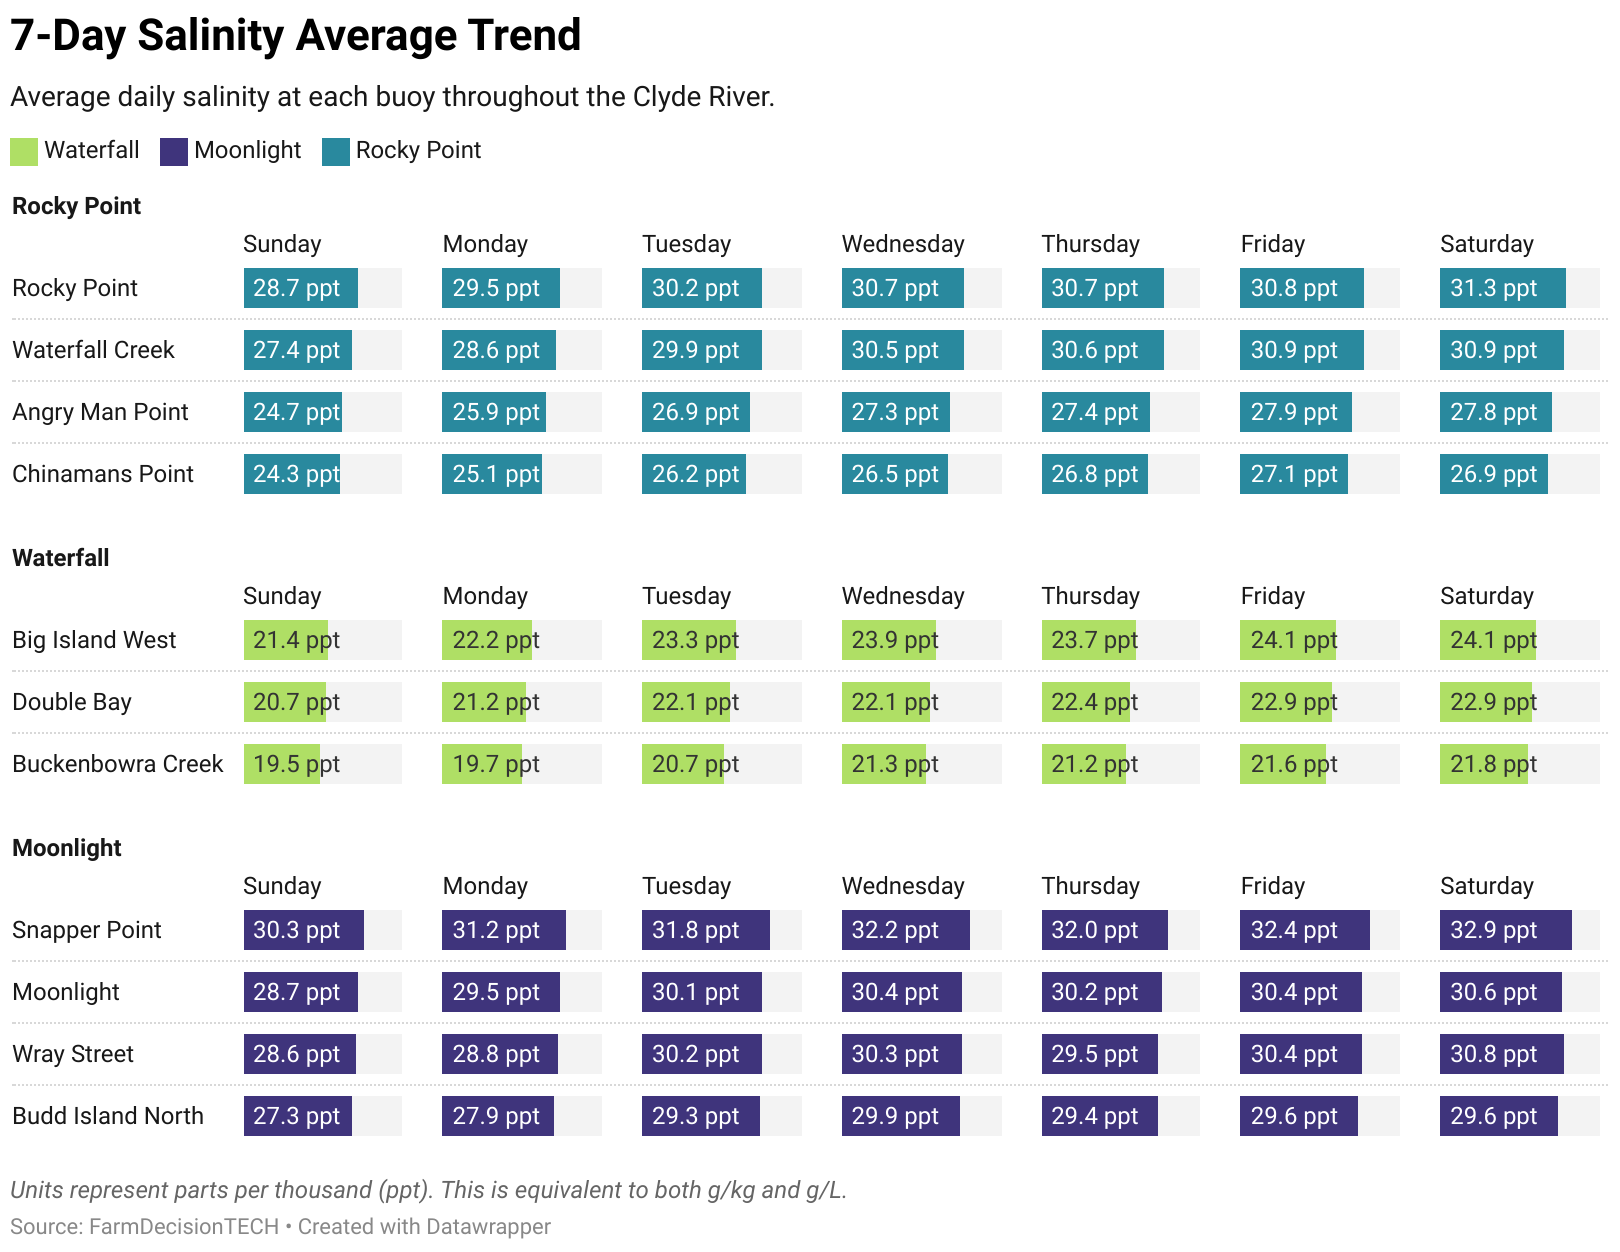 7-Day Salinity Average Trend
Average daily salinity at each buoy throughout the Clyde River.
Waterfall Moonlight Rocky Point
Rocky Point
Sunday Monday Tuesday Wednesday Thursday Friday Saturday
Rocky Point 28.7 ppt 29.5 ppt 30.2 ppt 30.7 ppt 30.7 ppt 30.8 ppt 31.3 ppt
Waterfall Creek 27.4 ppt 28.6 ppt 29.9 ppt 30.5 ppt 30.6 ppt 30.9 ppt 30.9 ppt
Angry Man Point 24.7 ppt 25.9 ppt 26.9 ppt 27.3 ppt 27.4 ppt 27.9 ppt 27.8 ppt
Chinamans Point 24.3 ppt 25.1 ppt 26.2 ppt 26.5 ppt 26.8 ppt 27.1 ppt 26.9 ppt
Waterfall
Sunday Monday Tuesday Wednesday Thursday Friday Saturday
Big Island West 21.4 ppt 22.2 ppt 23.3 ppt 23.9 ppt 23.7 ppt 24.1 ppt 24.1 ppt
Double Bay 20.7 ppt 21.2 ppt 22.1 ppt 22.1 ppt 22.4 ppt 22.9 ppt 22.9 ppt
Buckenbowra Creek 19.5 ppt 19.7 ppt 20.7 ppt 21.3 ppt 21.2 ppt 21.6 ppt 21.8 ppt
Moonlight
Sunday Monday Tuesday Wednesday Thursday Friday Saturday
Snapper Point 30.3 ppt 31.2 ppt 31.8 ppt 32.2 ppt 32.0 ppt 32.4 ppt 32.9 ppt
Moonlight 28.7 ppt 29.5 ppt 30.1 ppt 30.4 ppt 30.2 ppt 30.4 ppt 30.6 ppt
Wray Street 28.6 ppt 28.8 ppt 30.2 ppt 30.3 ppt 29.5 ppt 30.4 ppt 30.8 ppt
Budd Island North 27.3 ppt 27.9 ppt 29.3 ppt 29.9 ppt 29.4 ppt 29.6 ppt 29.6 ppt
Units represent parts per thousand (ppt). This is equivalent to both g/kg and g/L.
Source: FarmDecisionTECH • Created with Datawrapper